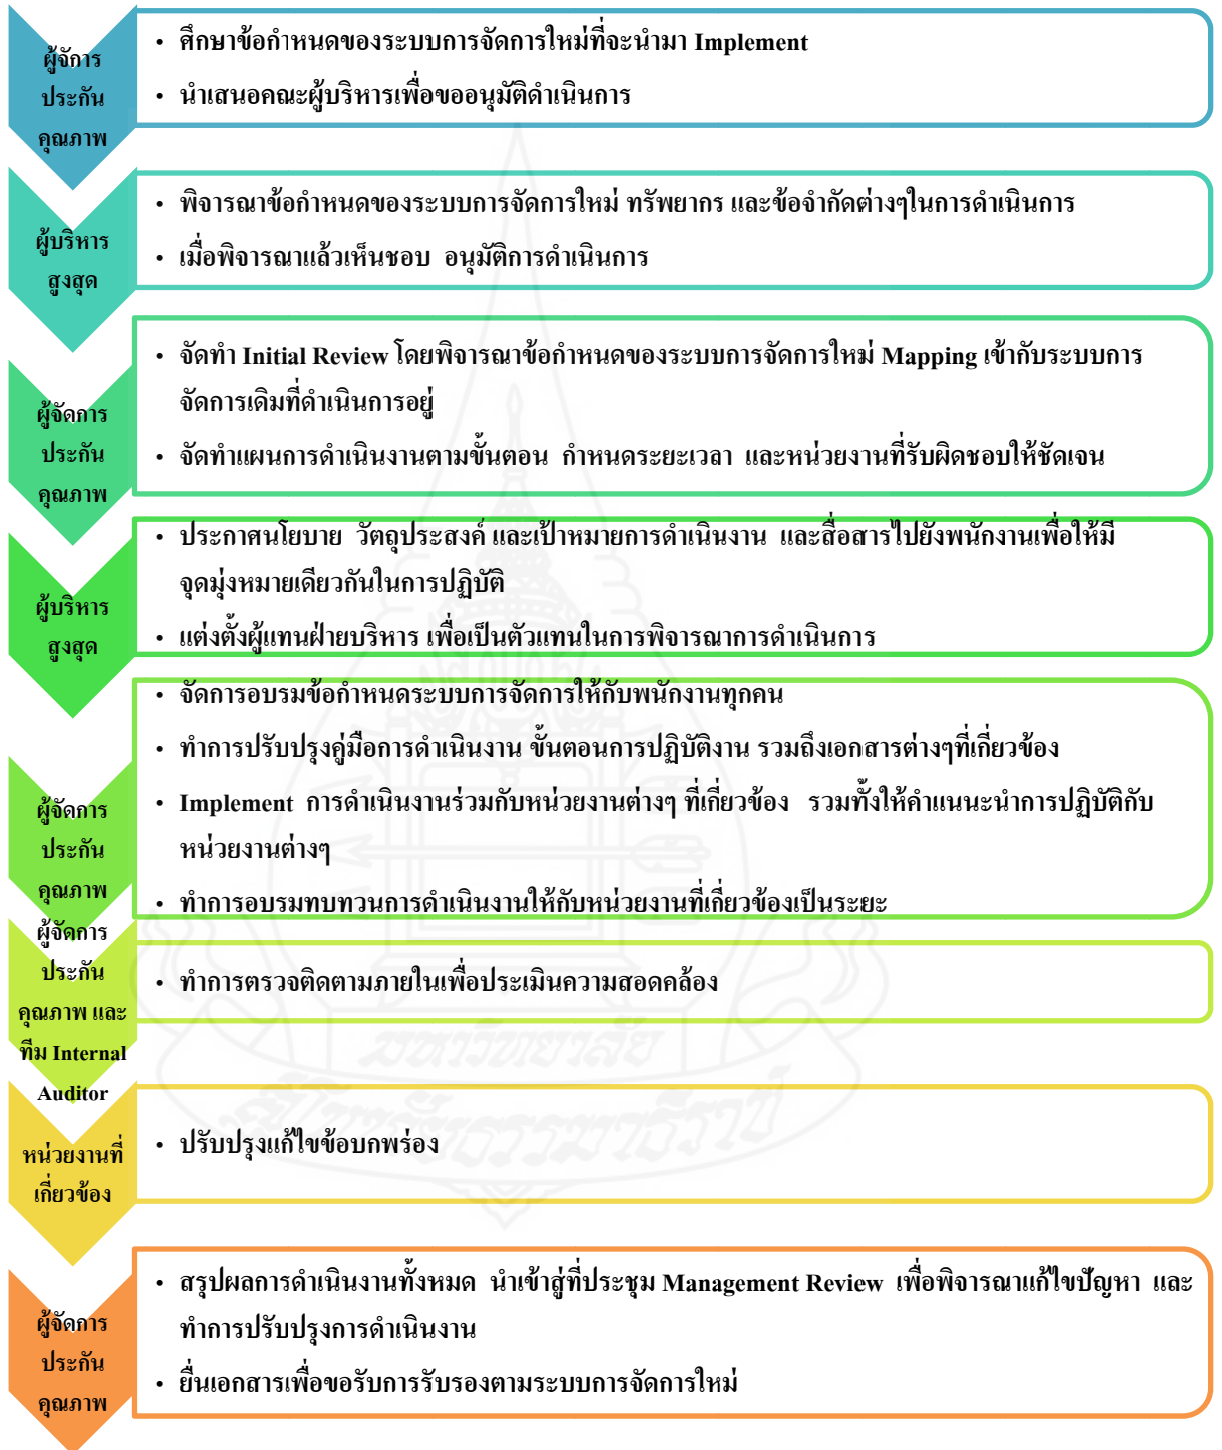 ผู้จัการ
ประกัน
คุณภาพ
• ศึกษาข้อกำหนดของระบบการจัดการใหม่ที่จะนำมา Implement
• นำเสนอคณะผู้บริหารเพื่อขออนุมัติดำเนินการ
ผู้บริหาร
สูงสุด
• พิจารณาข้อกำหนดของระบบการจัดการใหม่ ทรัพยากร และข้อจำกัดต่างๆในการดำเนินการ
• เมื่อพิจารณาแล้วเห็นชอบ อนุมัติการดำเนินการ
ผู้จัดการ
ประกัน
คุณภาพ
• จัดทำ Initial Review โดยพิจารณาข้อกำหนดของระบบการจัดการใหม่ Mapping เข้ากับระบบการ
จัดการเดิมที่ดำเนินการอยู่
• จัดทำแผนการดำเนินงานตามขั้นตอน กำหนดระยะเวลา และหน่วยงานที่รับผิดชอบให้ชัดเจน
ผู้บริหาร
สูงสุด
• ประกาศนโยบาย วัตถุประสงค์ และเป้าหมายการดำเนินงาน และสื่อสารไปยังพนักงานเพื่อให้มี
จุดมุ่งหมายเดียวกันในการปฏิบัติ
• แต่งตั้งผู้แทนฝ่ายบริหาร เพื่อเป็นตัวแทนในการพิจารณาการดำเนินการ
ผู้จัดการ
ประกัน
คุณภาพ
• จัดการอบรมข้อกำหนดระบบการจัดการให้กับพนักงานทุกคน
• ทำการปรับปรุงคู่มือการดำเนินงาน ขั้นตอนการปฏิบัติงาน รวมถึงเอกสารต่างๆที่เกี่ยวข้อง
• Implement การดำเนินงานร่วมกับหน่วยงานต่างๆ ที่เกี่ยวข้อง รวมทั้งให้คำแนนะนำการปฏิบัติกับ
หน่วยงานต่างๆ
• ทำการอบรมทบทวนการดำเนินงานให้กับหน่วยงานที่เกี่ยวข้องเป็นระยะ
ผู้จัดการ
ประกัน
คุณภาพ และ
ทีม Internal
Auditor
• ทำการตรวจติดตามภายในเพื่อประเมินความสอดคล้อง
มหาวิทยาลัย
สุโขทัยธรรมาธิราช
หน่วยงานที่
เกี่ยวข้อง
• ปรับปรุงแก้ไขข้อบกพร่อง
ผู้จัดการ
ประกัน
คุณภาพ
• สรุปผลการดำเนินงานทั้งหมด นำเข้าสู่ที่ประชุม Management Review เพื่อพิจารณาแก้ไขปัญหา และ
ทำการปรับปรุงการดำเนินงาน
• ยื่นเอกสารเพื่อขอรับการรับรองตามระบบการจัดการใหม่